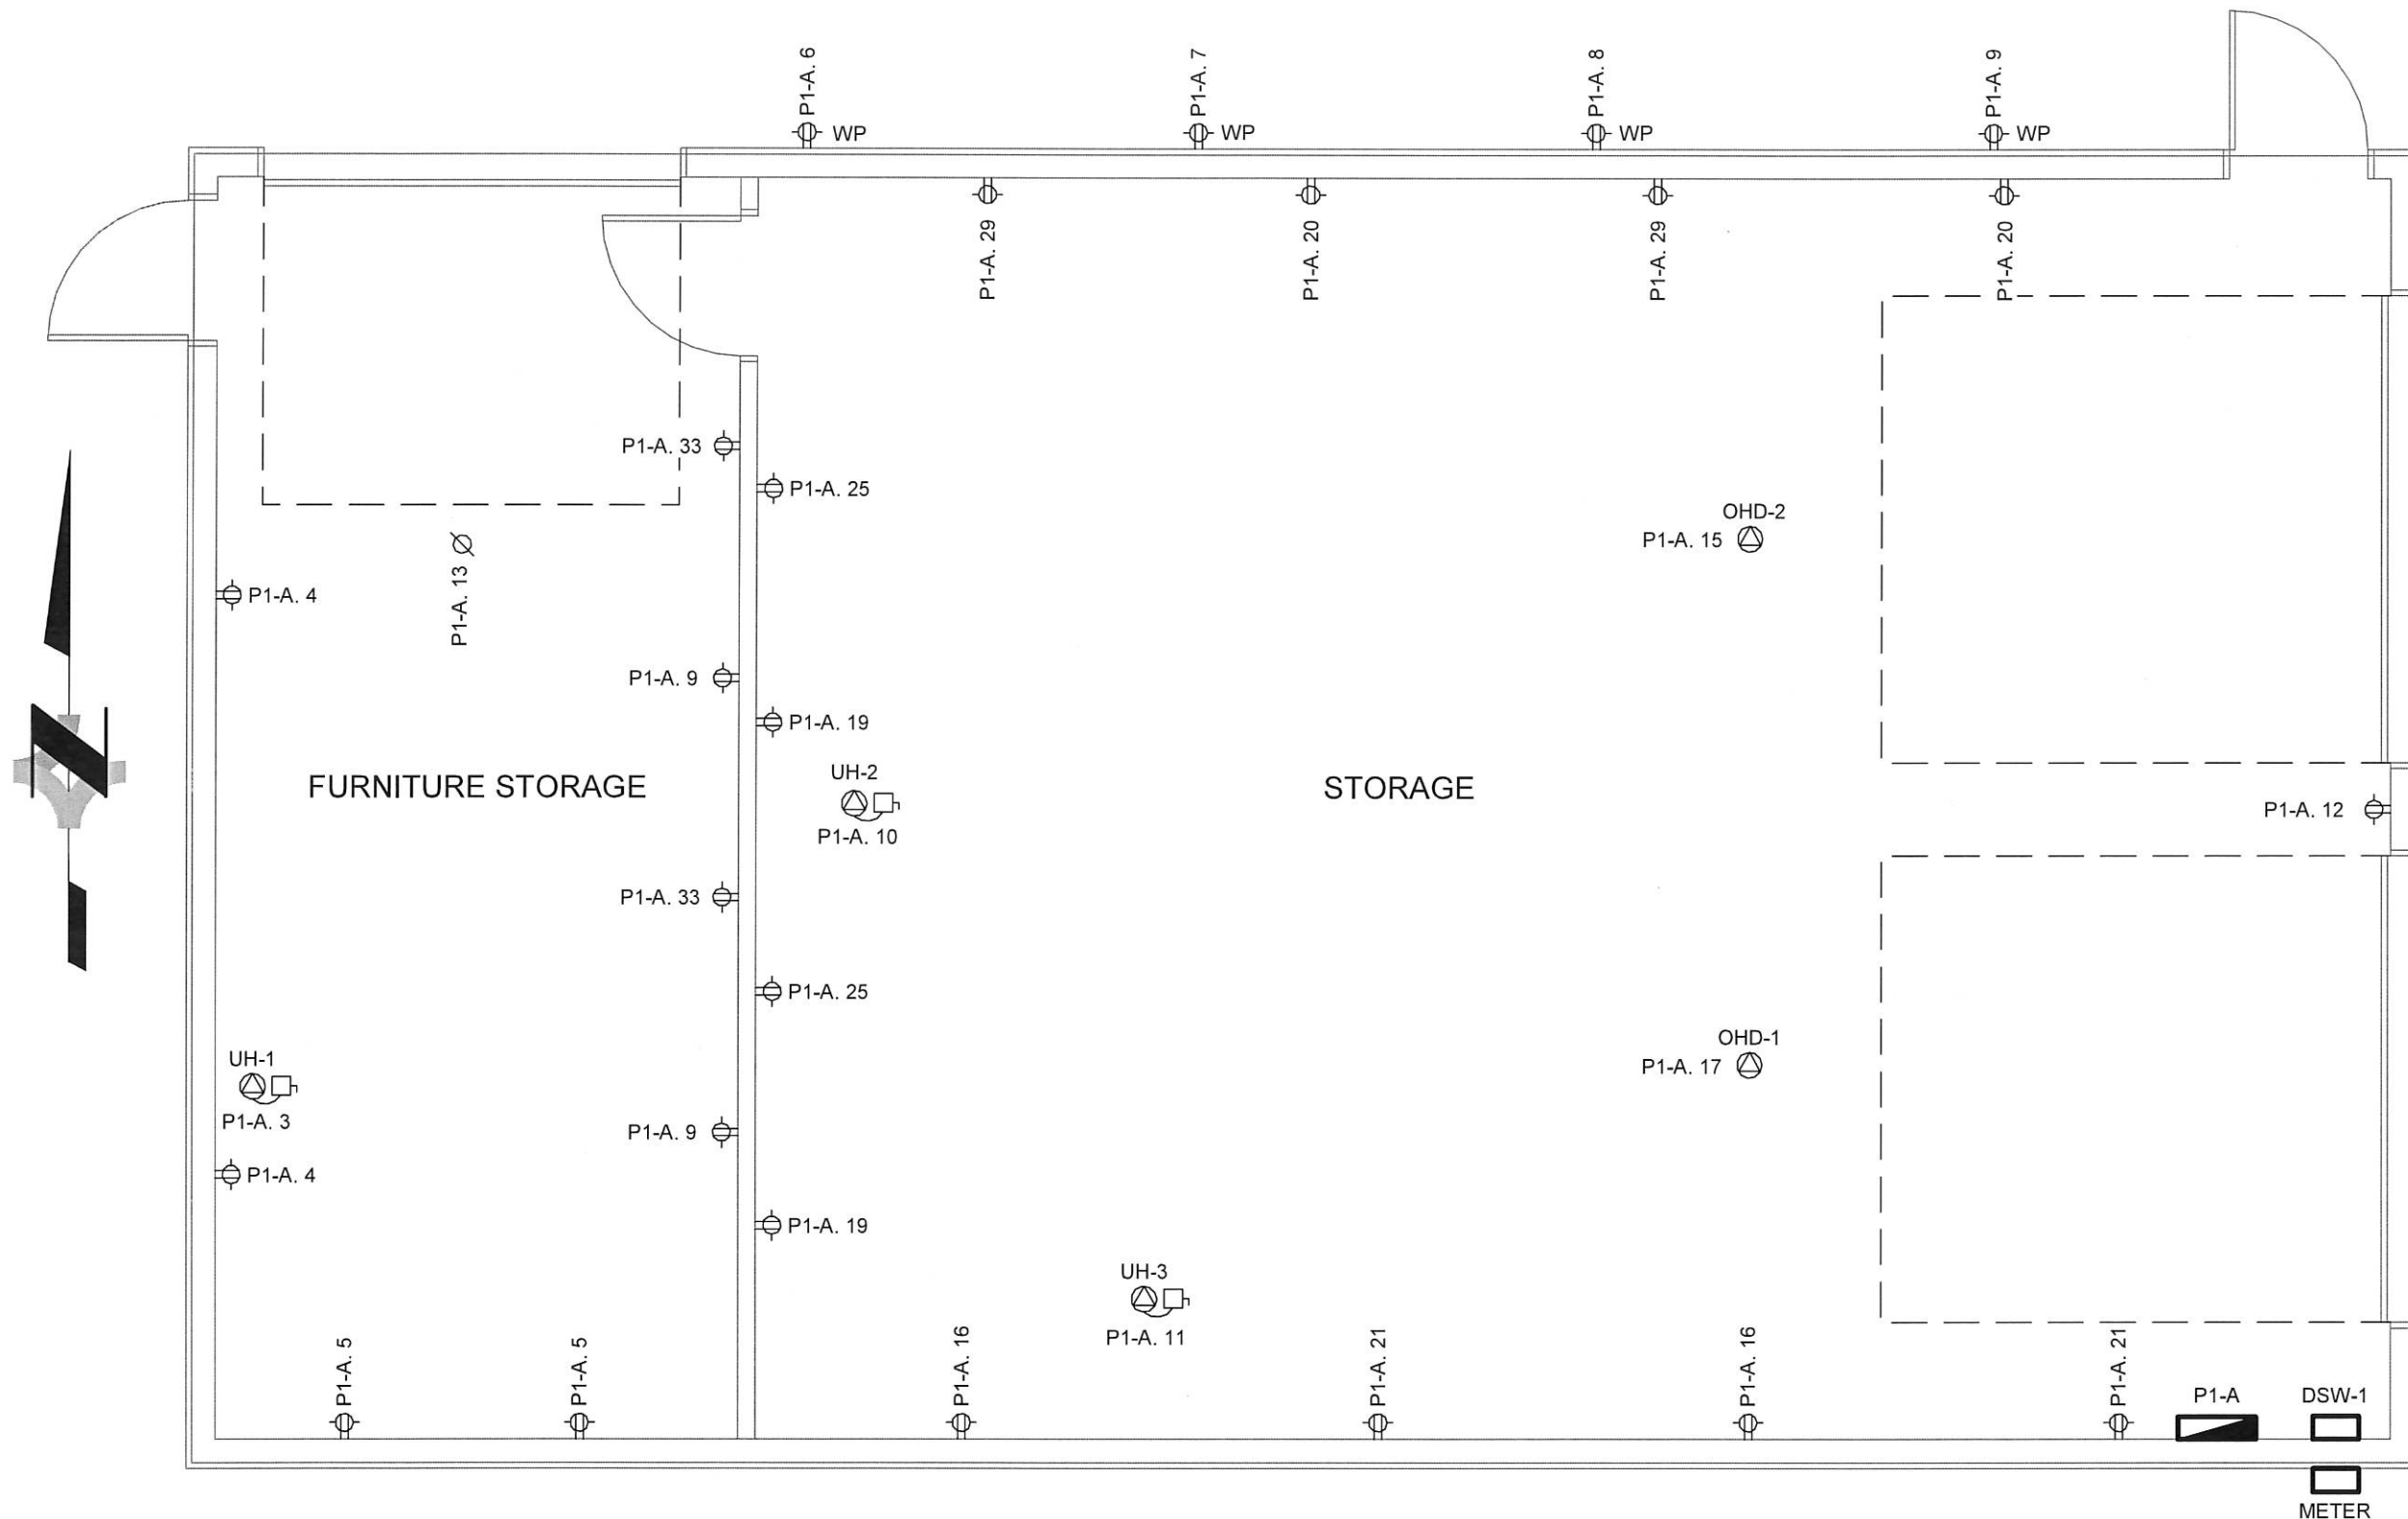 P1-A. 6
P1-A. 7
P1-A. 8
P1-A. 9
WP
WP
WP
WP
P1-A. 29
P1-A. 20
P1-A. 29
P1-A. 20
P1-A. 33
P1-A. 25
OHD-2
P1-A. 15
P1-A. 13
P1-A. 4
P1-A. 9
P1-A. 19
N
FURNITURE STORAGE
UH-2
P1-A. 10
STORAGE
P1-A. 12
P1-A. 33
P1-A. 25
OHD-1
P1-A. 17
UH-1
P1-A. 3
P1-A. 9
P1-A. 4
P1-A. 19
UH-3
P1-A. 11
P1-A. 5
P1-A. 5
P1-A. 16
P1-A. 21
P1-A. 16
P1-A. 21
P1-A
DSW-1
METER